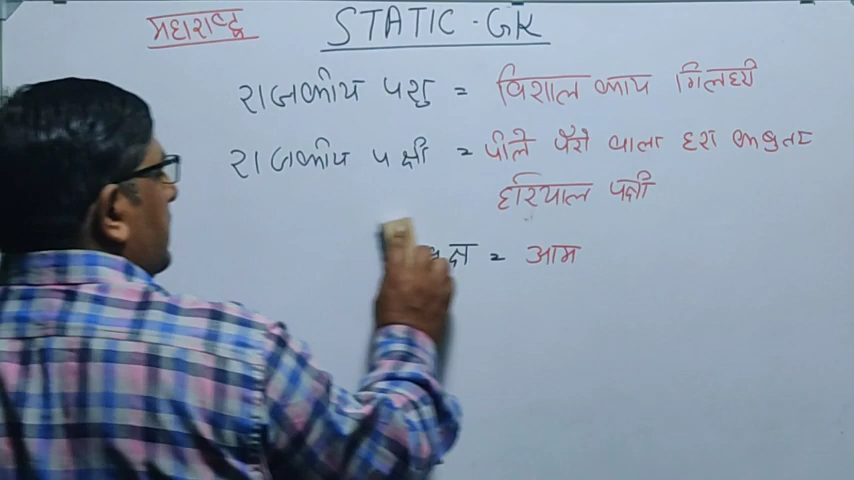 महाराष्ट्र STATIC - GK
राजकीय पशु = विशाल काय गिलहरी
राजकीय पक्षी = पीले पैरो वाला हरा कबुतर
हरियाल पक्षी
= आम